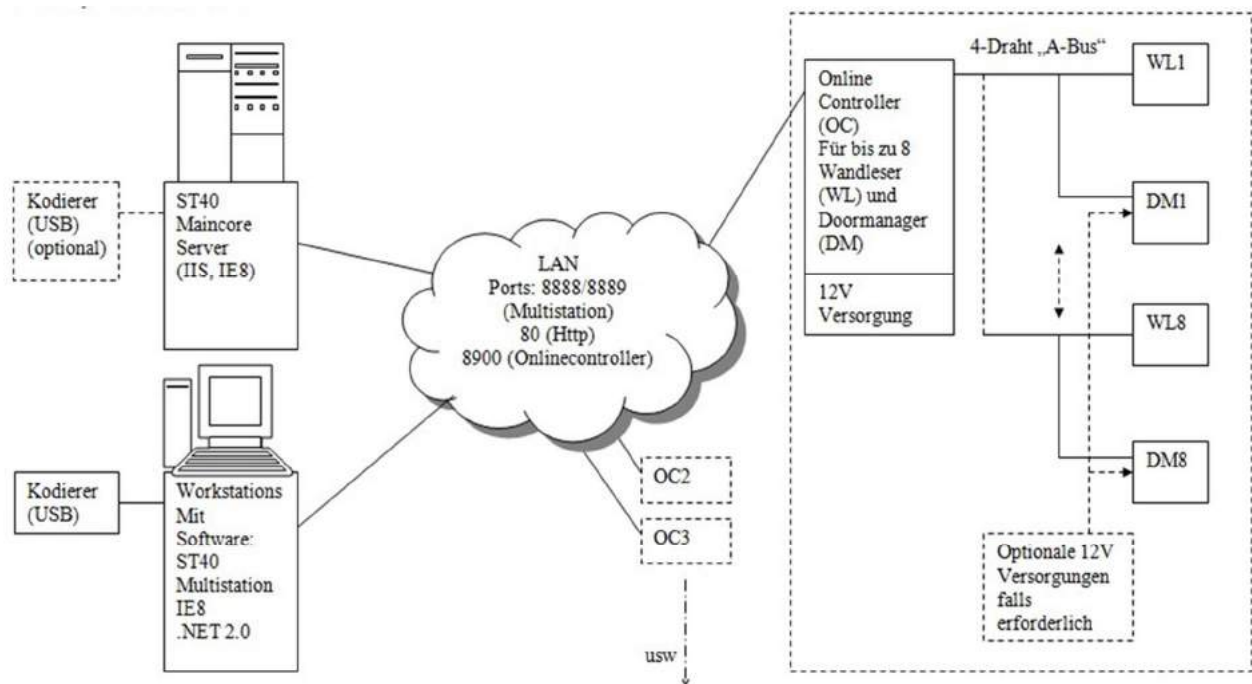 Kodierer
(USB)
(optional)
ST40
Maincore
Server
(IIS, IE8)
Kodierer
(USB)
Workstations
Mit
Software:
ST40
Multistation
IE8
.NET 2.0
LAN
Ports: 8888/8889
(Multistation)
80 (Http)
8900 (Onlinecontroller)
OC2
OC3
usw
Online
Controller
(OC)
Für bis zu 8
Wandleser
(WL) und
Doormanager
(DM)
12V
Versorgung
4-Draht „A-Bus“
WL1
DM1
WL8
DM8
Optionale 12V
Versorgungen
falls
erforderlich